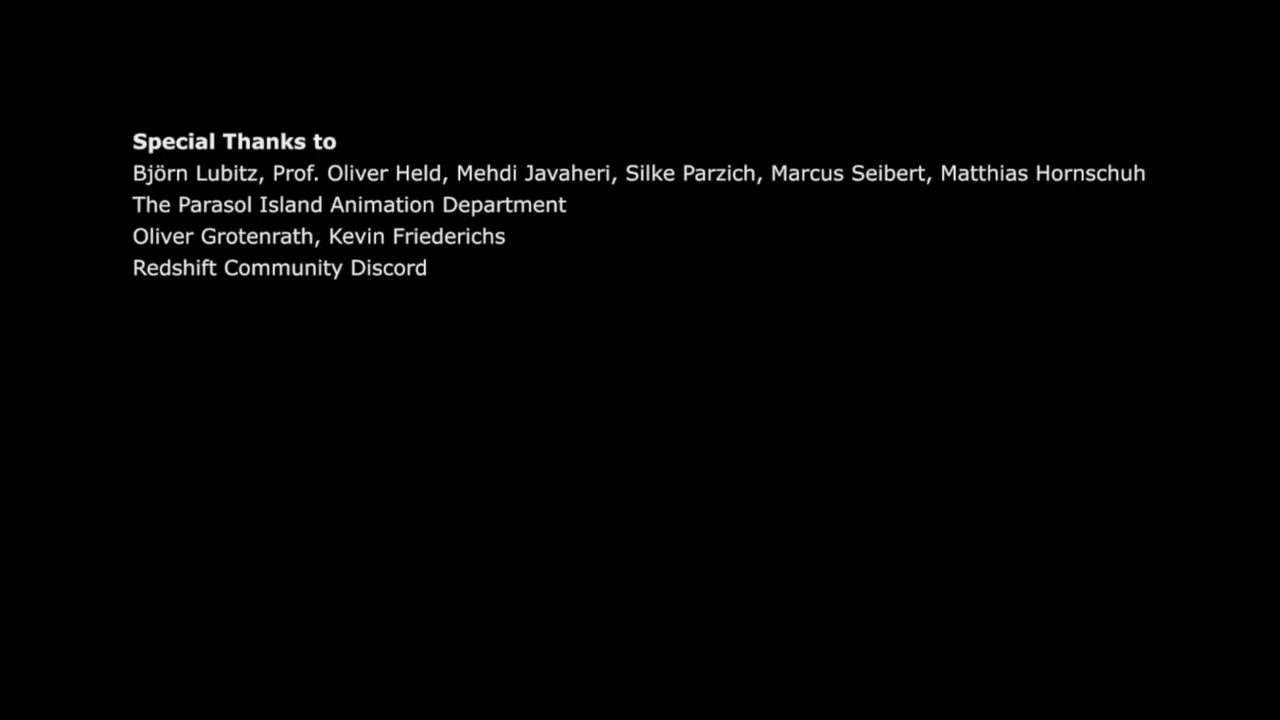 Special Thanks to
Björn Lubitz, Prof. Oliver Held, Mehdi Javaheri, Silke Parzich, Marcus Seibert, Matthias Hornschuh
The Parasol Island Animation Department
Oliver Grotenrath, Kevin Friederichs
Redshift Community Discord